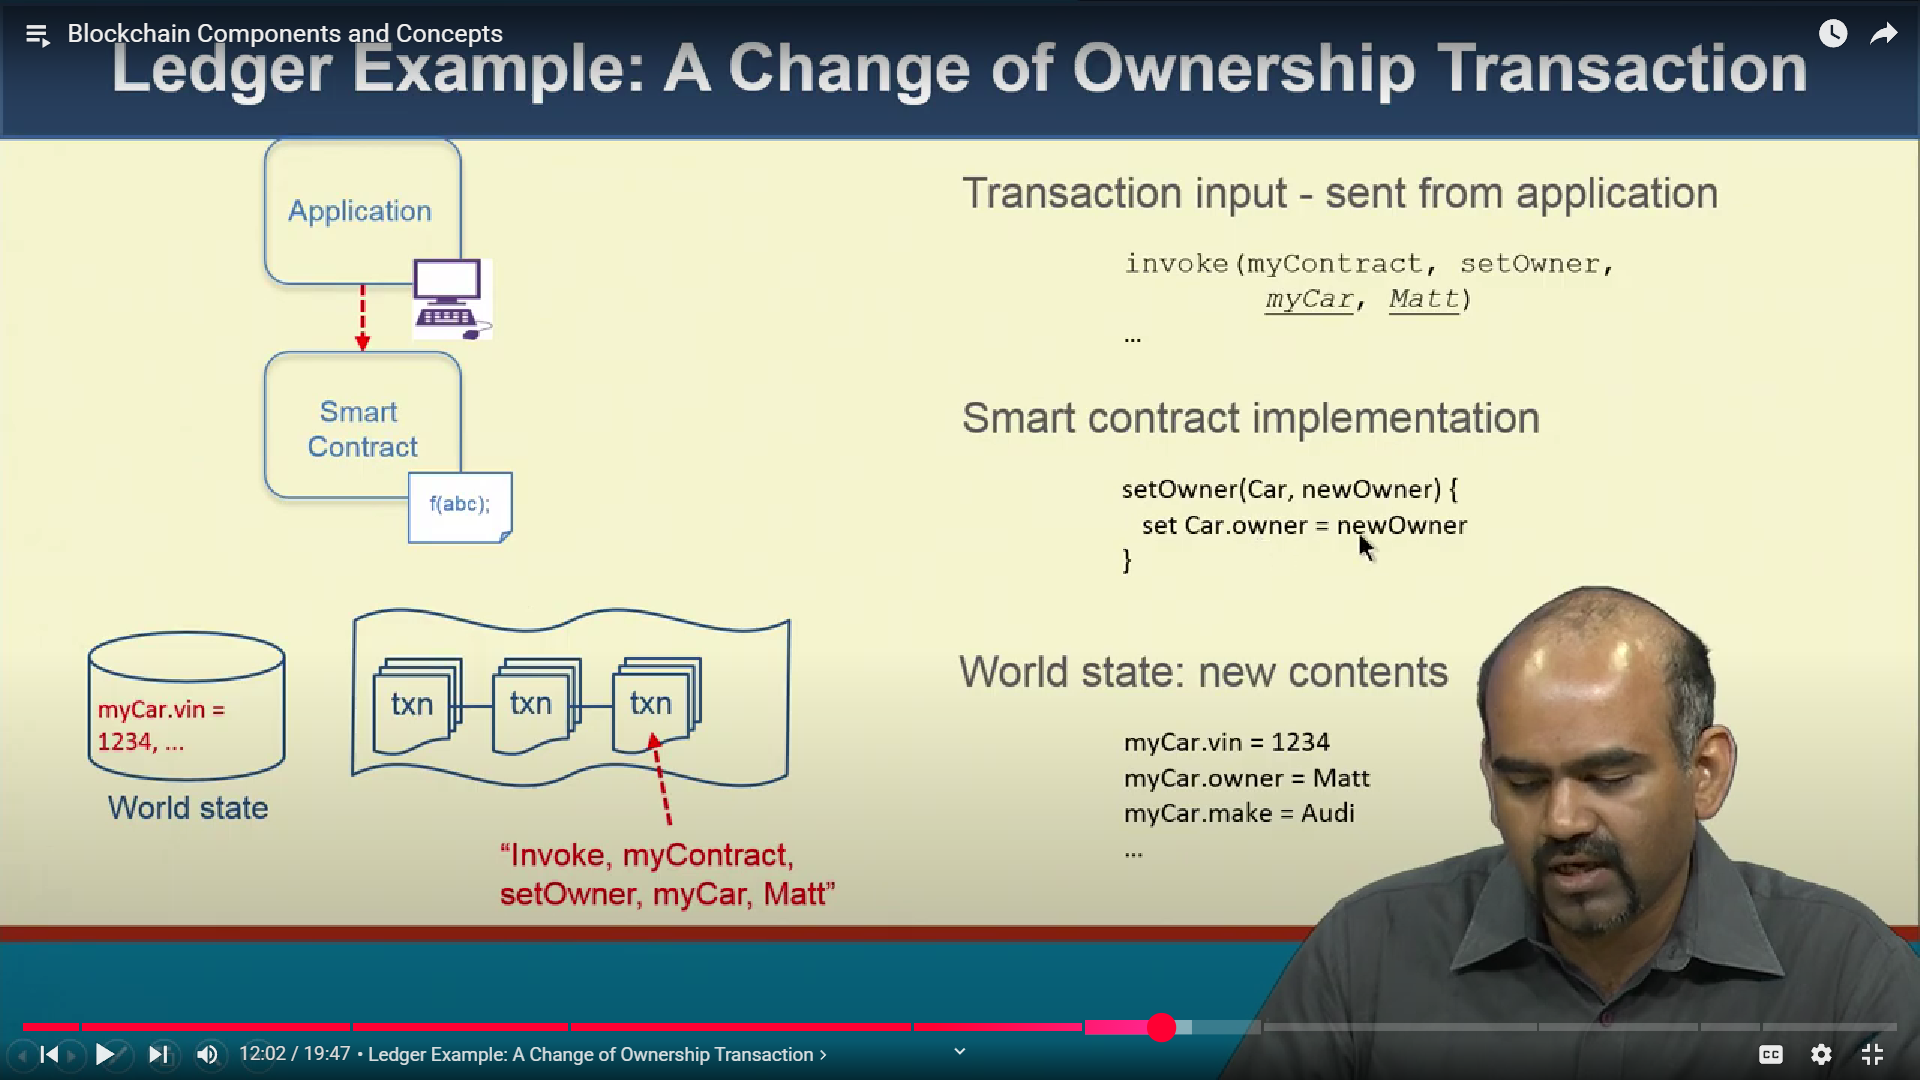 Blockchain Components and Concepts
Ledger Example: A Change of Ownership Transaction
Application
Smart
Contract
f(abc);
myCar.vin =
1234, ...
World state
txn
txn
txn
“Invoke, myContract,
setOwner, myCar, Matt”
Transaction input - sent from application
invoke(myContract, setOwner,
myCar, Matt)
...
Smart contract implementation
setOwner(Car, newOwner) {
set Car.owner = newOwner
}
World state: new contents
myCar.vin = 1234
myCar.owner = Matt
myCar.make = Audi
...
12:02 / 19:47 • Ledger Example: A Change of Ownership Transaction ›
CC